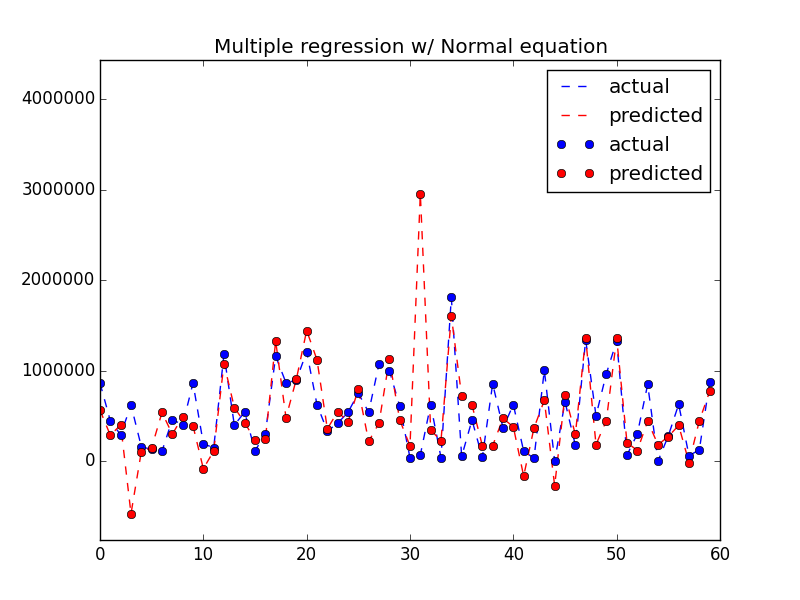 Multiple regression w/ Normal equation
actual
predicted
actual
predicted
4000000
3000000
2000000
1000000
0
0 10 20 30 40 50 60